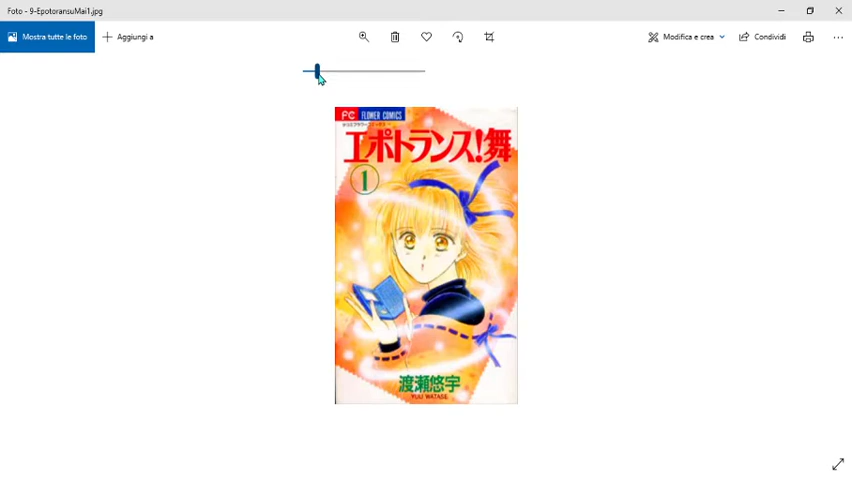 Foto - 9-EpotoransuMai1.jpg
Mostra tutte le foto
Aggiungi a
Modifica e crea
Condividi
FC FLOWER COMICS
エポトランス!舞
1
渡瀬悠宇
YUU WATASE